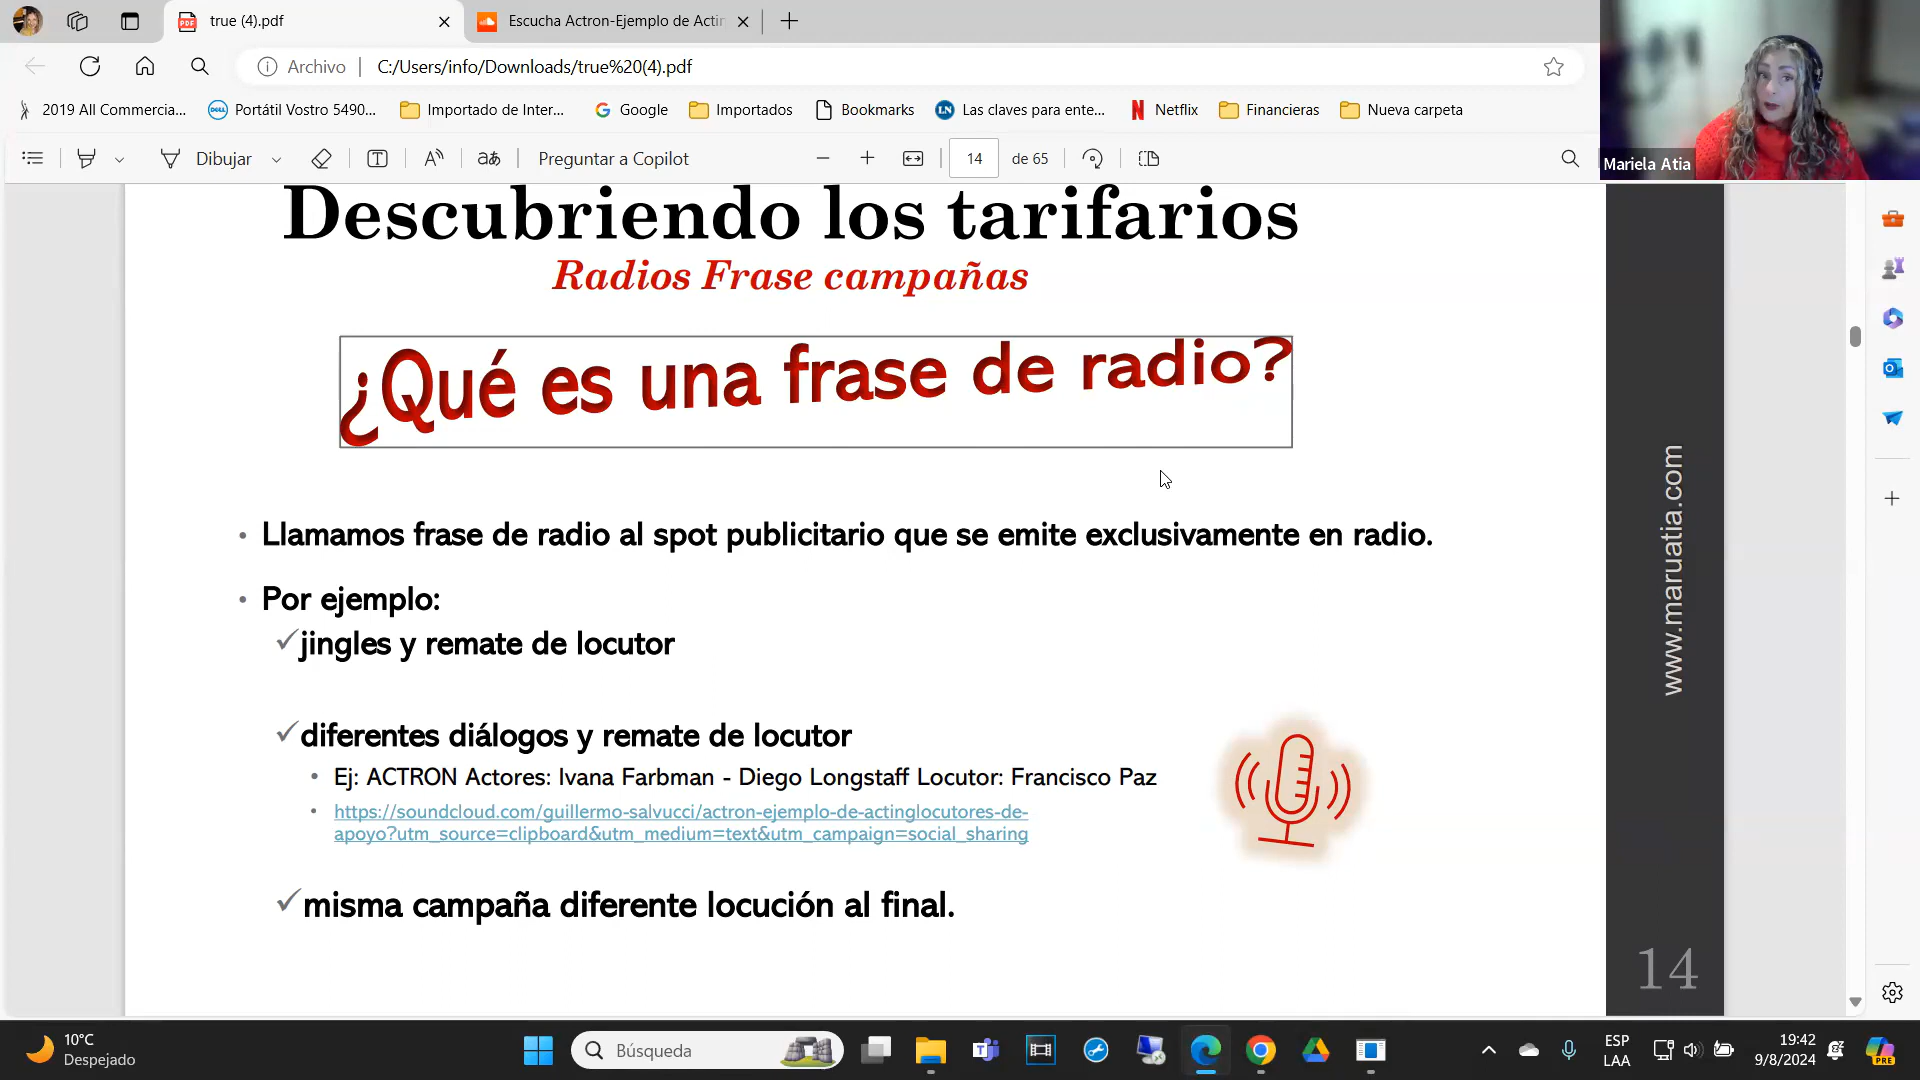 true (4).pdf
Escucha Actron-Ejemplo de Actin
Archivo
C:/Users/info/Downloads/true%20(4).pdf
2019 All Commercia...
Portátil Vostro 5490...
Importado de Inter...
Google
Importados
Bookmarks
Las claves para ente...
Netflix
Financieras
Nueva carpeta
Mariela Atia
Dibujar
Preguntar a Copilot
14 de 65
Descubriendo los tarifarios
Radios Frase campañas
¿Qué es una frase de radio?
• Llamamos frase de radio al spot publicitario que se emite exclusivamente en radio.
• Por ejemplo:
✓jingles y remate de locutor
✓diferentes diálogos y remate de locutor
• Ej: ACTRON Actores: Ivana Farbman - Diego Longstaff Locutor: Francisco Paz
• https://soundcloud.com/guillermo-salvucci/actron-ejemplo-de-actinglocutores-de-
apoyo?utm_source=clipboard&utm_medium=text&utm_campaign=social_sharing
✓misma campaña diferente locución al final.
www.maruatia.com
14
10°C
Despejado
Búsqueda
ESP
LAA
19:42
9/8/2024
PRE